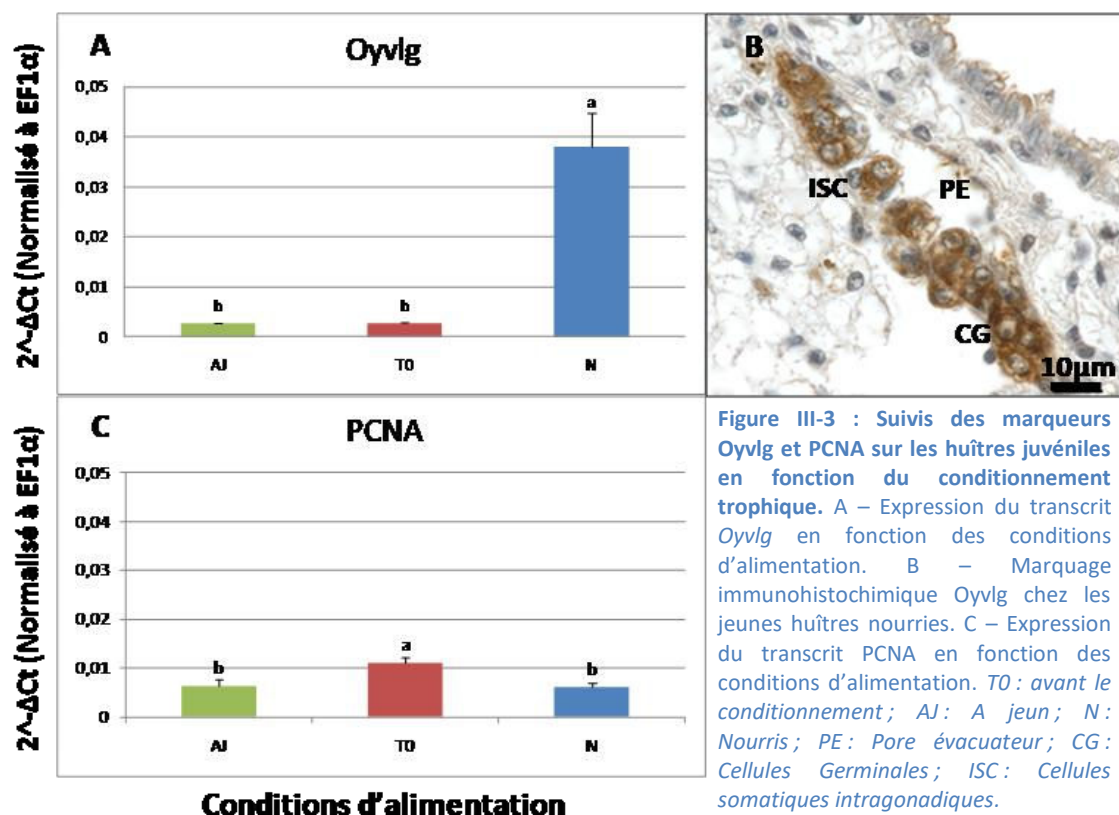 A
Oyvlg
2^-ΔCt (Normalisé à EF1α)
0,05
0,04
0,03
0,02
0,01
0
b
b
a
AJ
T0
N
B
ISC
PE
CG
10µm
C
PCNA
2^-ΔCt (Normalisé à EF1α)
0,05
0,04
0,03
0,02
0,01
0
b
a
b
AJ
T0
N
Conditions d'alimentation
Figure III-3 : Suivis des marqueurs
Oyvlg et PCNA sur les huîtres juvéniles
en fonction du conditionnement
trophique. A – Expression du transcrit
Oyvlg en fonction des conditions
d'alimentation. B – Marquage
immunohistochimique Oyvlg chez les
jeunes huîtres nourries. C – Expression
du transcrit PCNA en fonction des
conditions d'alimentation. T0 : avant le
conditionnement ; AJ : A jeun ; N :
Nourris ; PE : Pore évacuateur ; CG :
Cellules Germinales ; ISC : Cellules
somatiques intragonadiques.